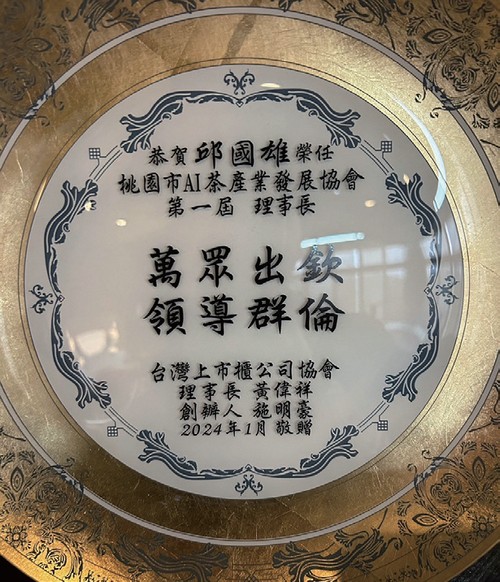 恭賀 邱國雄 榮任
桃園市AI茶產業發展協會
第一屆 理事長
萬眾出欽
領導群倫
台灣上市櫃公司協會
理事長 黃偉祥
創辦人 施明豪
2024年1月 敬贈